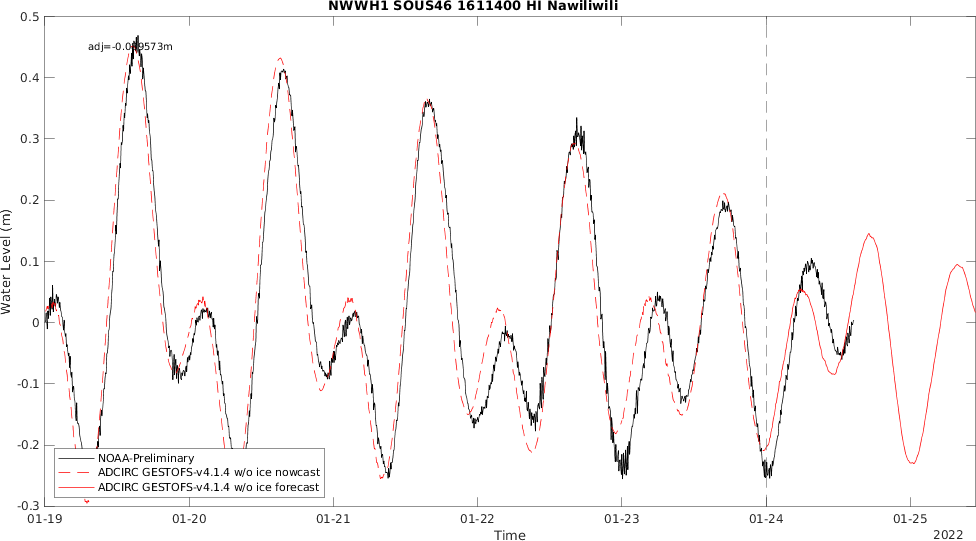 NWWH1 SOUS46 1611400 HI Nawiliwili
0.5
0.4
0.3
0.2
0.1
0
-0.1
-0.2
-0.3
Water Level (m)
NOAA-Preliminary
ADCIRC GESTOFS-v4.1.4 w/o ice nowcast
ADCIRC GESTOFS-v4.1.4 w/o ice forecast
01-19
01-20
01-21
01-22
01-23
01-24
01-25
Time
2022